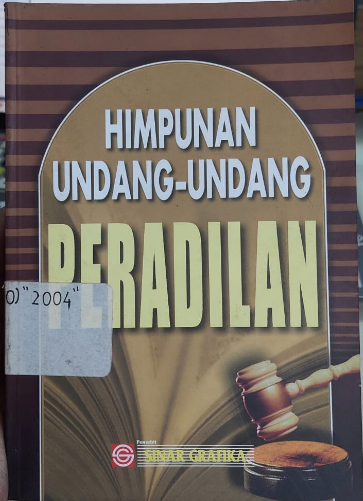 HIMPUNAN
UNDANG-UNDANG
PERADILAN
0) "2004"
Penerbit
SINAR GRAFIKA